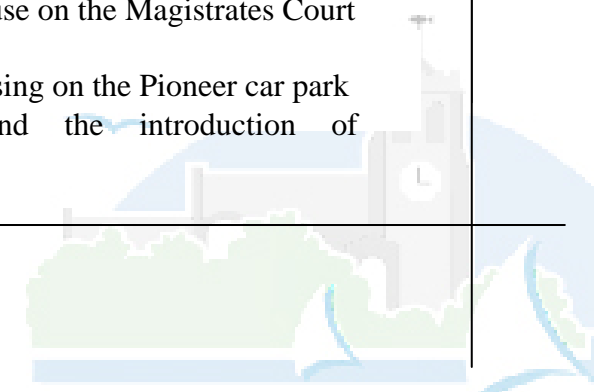 use on the Magistrates Court
sing on the Pioneer car park
nd the introduction of